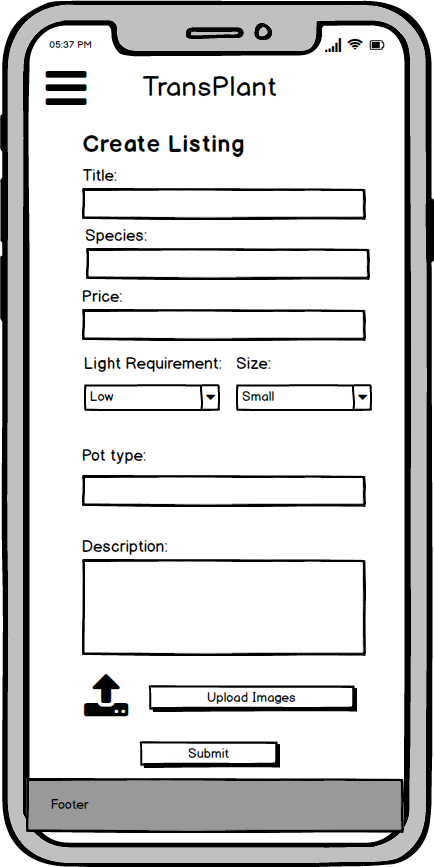 05:37 PM
TransPlant
Create Listing
Title:
Species:
Price:
Light Requirement: Size:
Low Small
Pot type:
Description:
Upload Images
Submit
Footer